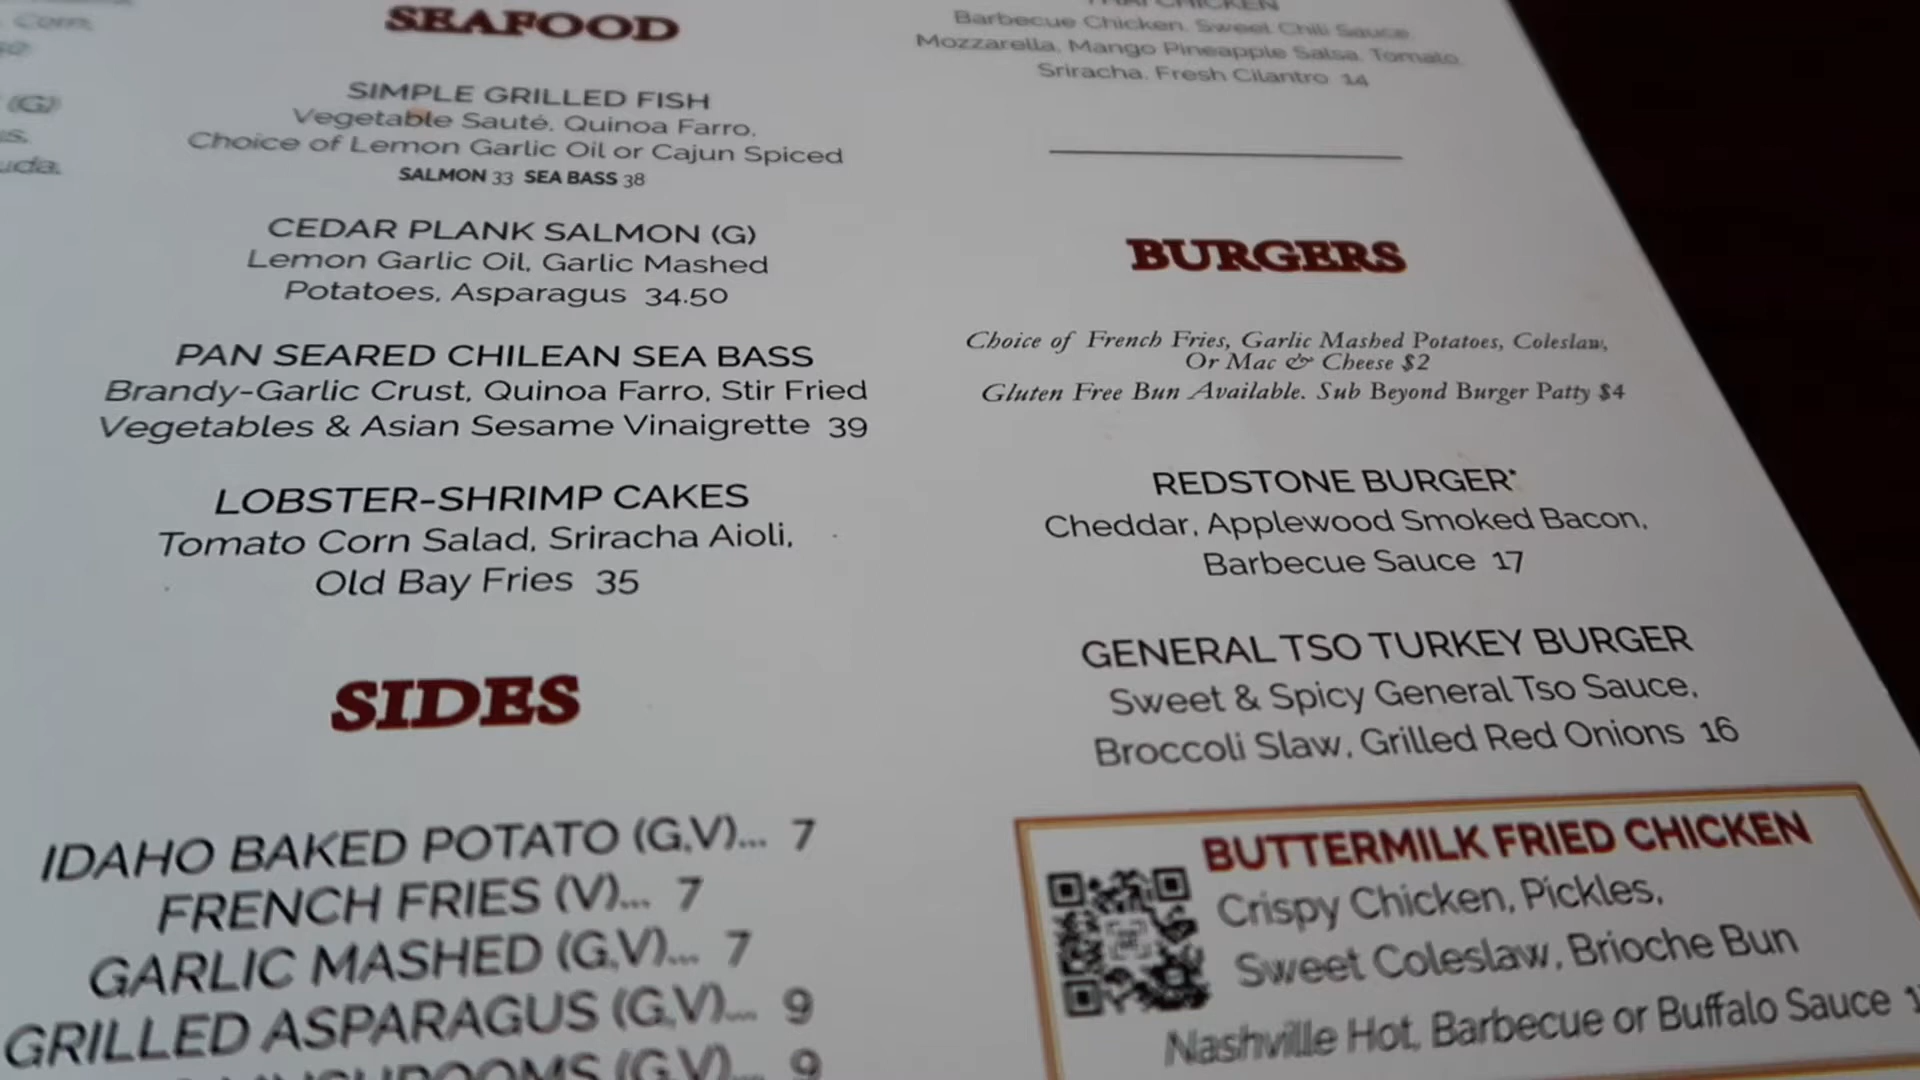 SEAFOOD
SIMPLE GRILLED FISH
Vegetable Sauté, Quinoa Farro,
Choice of Lemon Garlic Oil or Cajun Spiced
SALMON 33 SEA BASS 38
CEDAR PLANK SALMON (G)
Lemon Garlic Oil, Garlic Mashed
Potatoes, Asparagus 34.50
PAN SEARED CHILEAN SEA BASS
Brandy-Garlic Crust, Quinoa Farro, Stir Fried
Vegetables & Asian Sesame Vinaigrette 39
LOBSTER-SHRIMP CAKES
Tomato Corn Salad, Sriracha Aioli,
Old Bay Fries 35
SIDES
IDAHO BAKED POTATO (G,V)... 7
FRENCH FRIES (V)... 7
GARLIC MASHED (G,V)... 7
GRILLED ASPARAGUS (G,V)... 9
(G,V)... 9
CHICKEN
Barbecue Chicken, Sweet Chili Sauce,
Mozzarella, Mango Pineapple Salsa, Tomato,
Sriracha, Fresh Cilantro 14
BURGERS
Choice of French Fries, Garlic Mashed Potatoes, Coleslaw,
Or Mac & Cheese $2
Gluten Free Bun Available. Sub Beyond Burger Patty $4
REDSTONE BURGER*
Cheddar, Applewood Smoked Bacon,
Barbecue Sauce 17
GENERAL TSO TURKEY BURGER
Sweet & Spicy General Tso Sauce,
Broccoli Slaw, Grilled Red Onions 16
BUTTERMILK FRIED CHICKEN
Crispy Chicken, Pickles,
Sweet Coleslaw, Brioche Bun
Nashville Hot, Barbecue or Buffalo Sauce